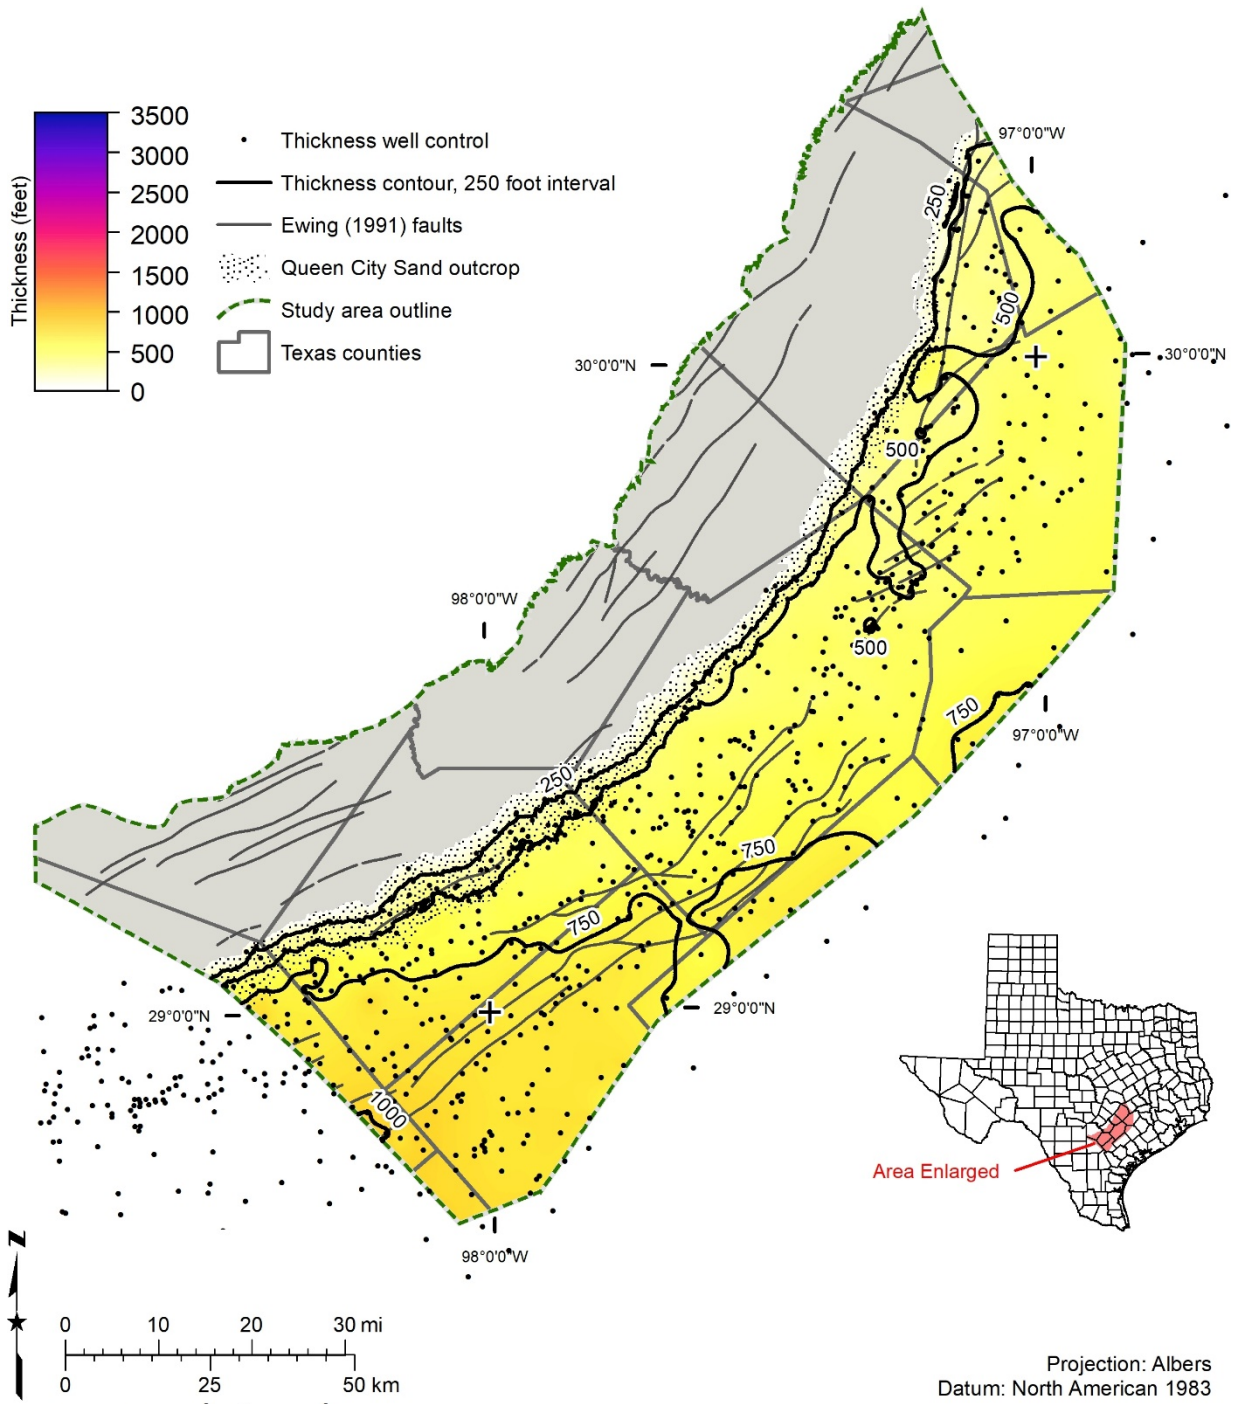 Thickness (feet)
3500
3000
2500
2000
1500
1000
500
0
Thickness well control
Thickness contour, 250 foot interval
Ewing (1991) faults
Queen City Sand outcrop
Study area outline
Texas counties
97°0'0"W
250
500
30°0'0"N
30°0'0"N
500
98°0'0"W
500
750
97°0'0"W
250
750
750
29°0'0"N
29°0'0"N
1000
Area Enlarged
98°0'0"W
N
0 10 20 30 mi
0 25 50 km
Projection: Albers
Datum: North American 1983